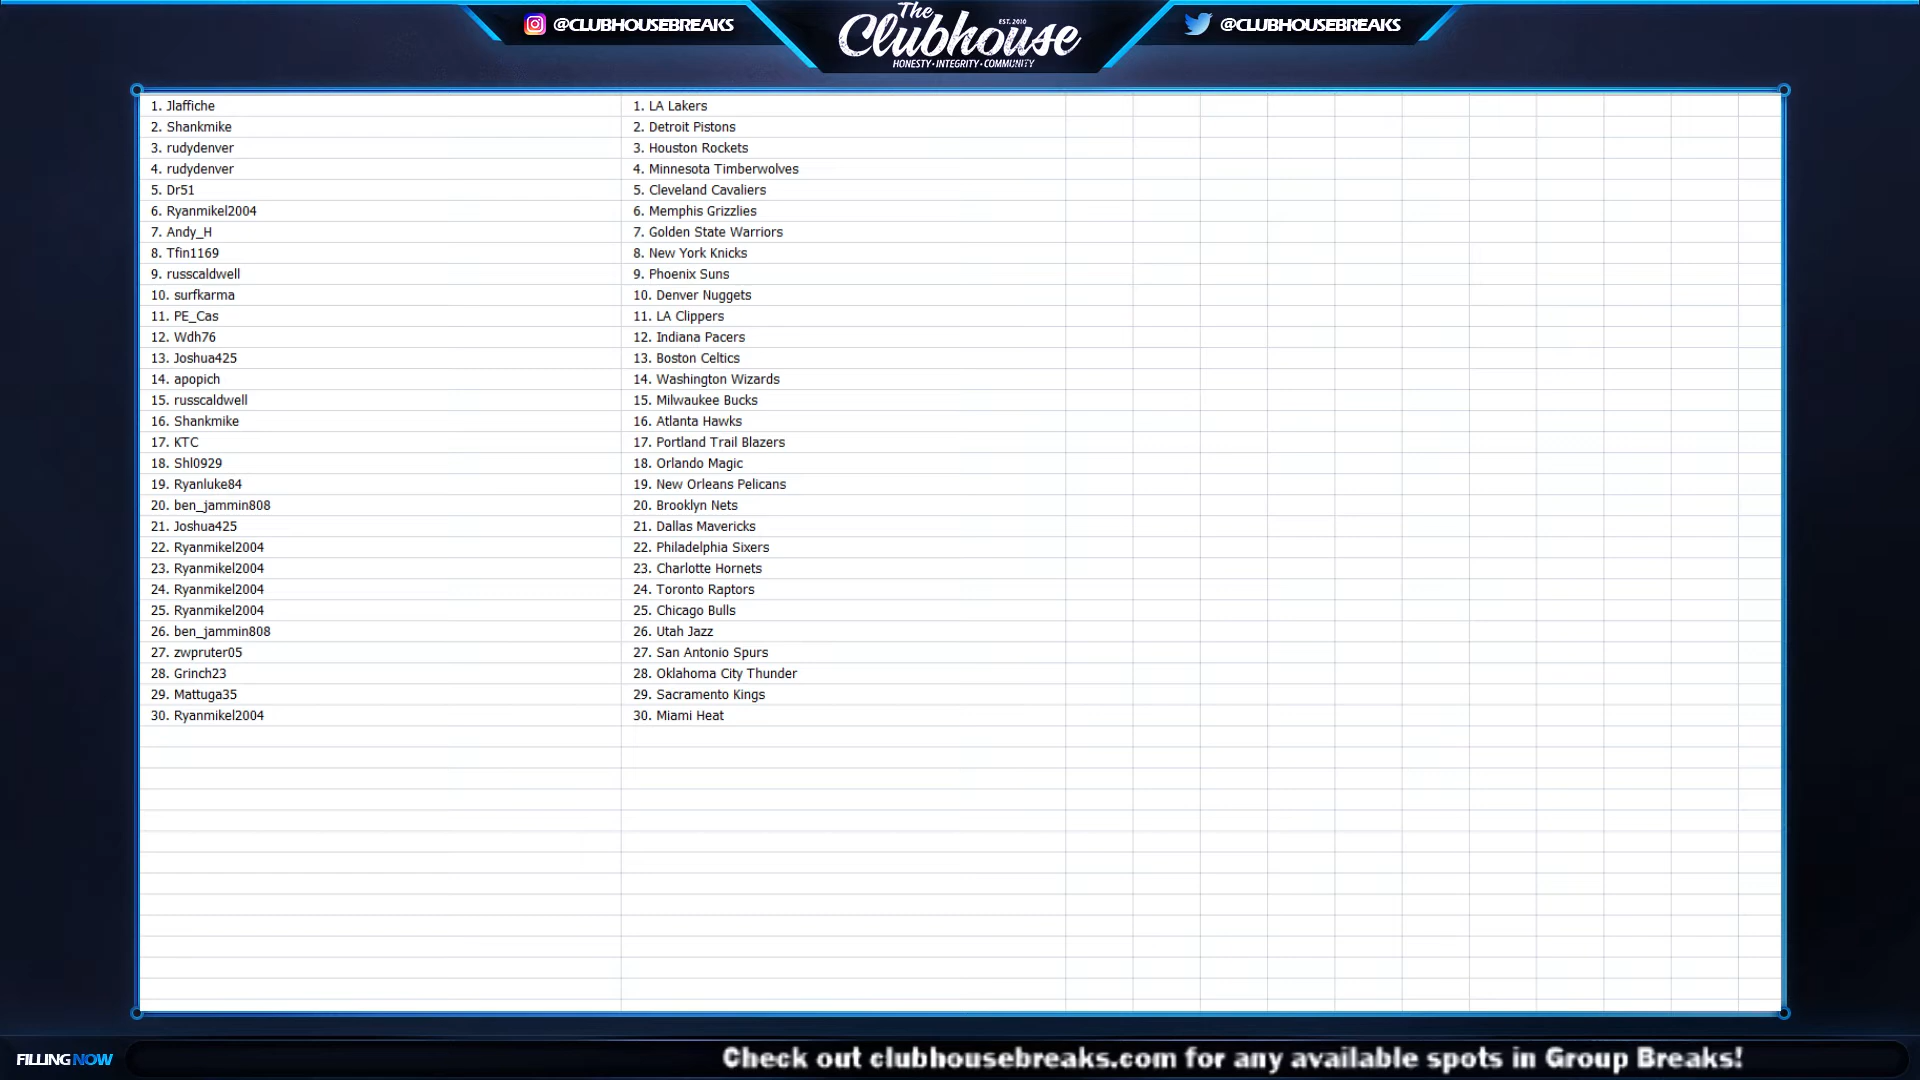 @CLUBHOUSEBREAKS
The
EST. 2010
Clubhouse
HONESTY • INTEGRITY • COMMUNITY
@CLUBHOUSEBREAKS
1. Jlaffiche 1. LA Lakers
2. Shankmike 2. Detroit Pistons
3. rudydenver 3. Houston Rockets
4. rudydenver 4. Minnesota Timberwolves
5. Dr51 5. Cleveland Cavaliers
6. Ryanmikel2004 6. Memphis Grizzlies
7. Andy_H 7. Golden State Warriors
8. Tfin1169 8. New York Knicks
9. russcaldwell 9. Phoenix Suns
10. surfkarma 10. Denver Nuggets
11. PE_Cas 11. LA Clippers
12. Wdh76 12. Indiana Pacers
13. Joshua425 13. Boston Celtics
14. apopich 14. Washington Wizards
15. russcaldwell 15. Milwaukee Bucks
16. Shankmike 16. Atlanta Hawks
17. KTC 17. Portland Trail Blazers
18. Shl0929 18. Orlando Magic
19. Ryanluke84 19. New Orleans Pelicans
20. ben_jammin808 20. Brooklyn Nets
21. Joshua425 21. Dallas Mavericks
22. Ryanmikel2004 22. Philadelphia Sixers
23. Ryanmikel2004 23. Charlotte Hornets
24. Ryanmikel2004 24. Toronto Raptors
25. Ryanmikel2004 25. Chicago Bulls
26. ben_jammin808 26. Utah Jazz
27. zwpruter05 27. San Antonio Spurs
28. Grinch23 28. Oklahoma City Thunder
29. Mattuga35 29. Sacramento Kings
30. Ryanmikel2004 30. Miami Heat
FILLING NOW
Check out clubhousebreaks.com for any available spots in Group Breaks!